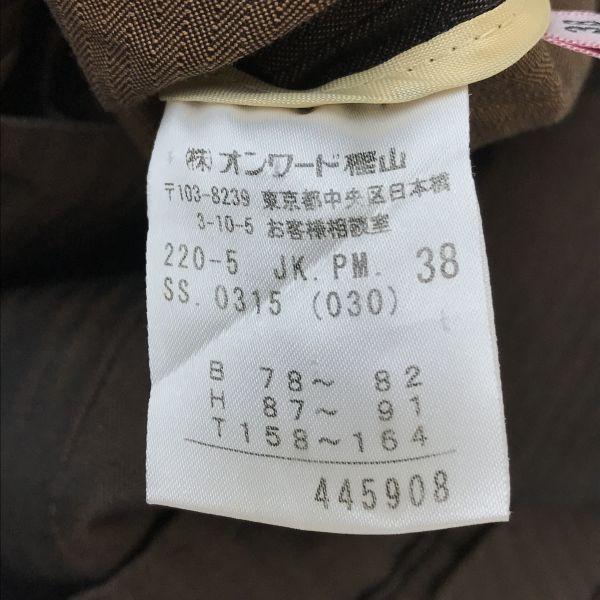 (株)オンワード樫山
〒103-8239 東京都中央区日本橋
3-10-5 お客様相談室
220-5 JK.PM. 38
SS. 0315 (030)
B 78～ 82
H 87～ 91
T 158～164
445908